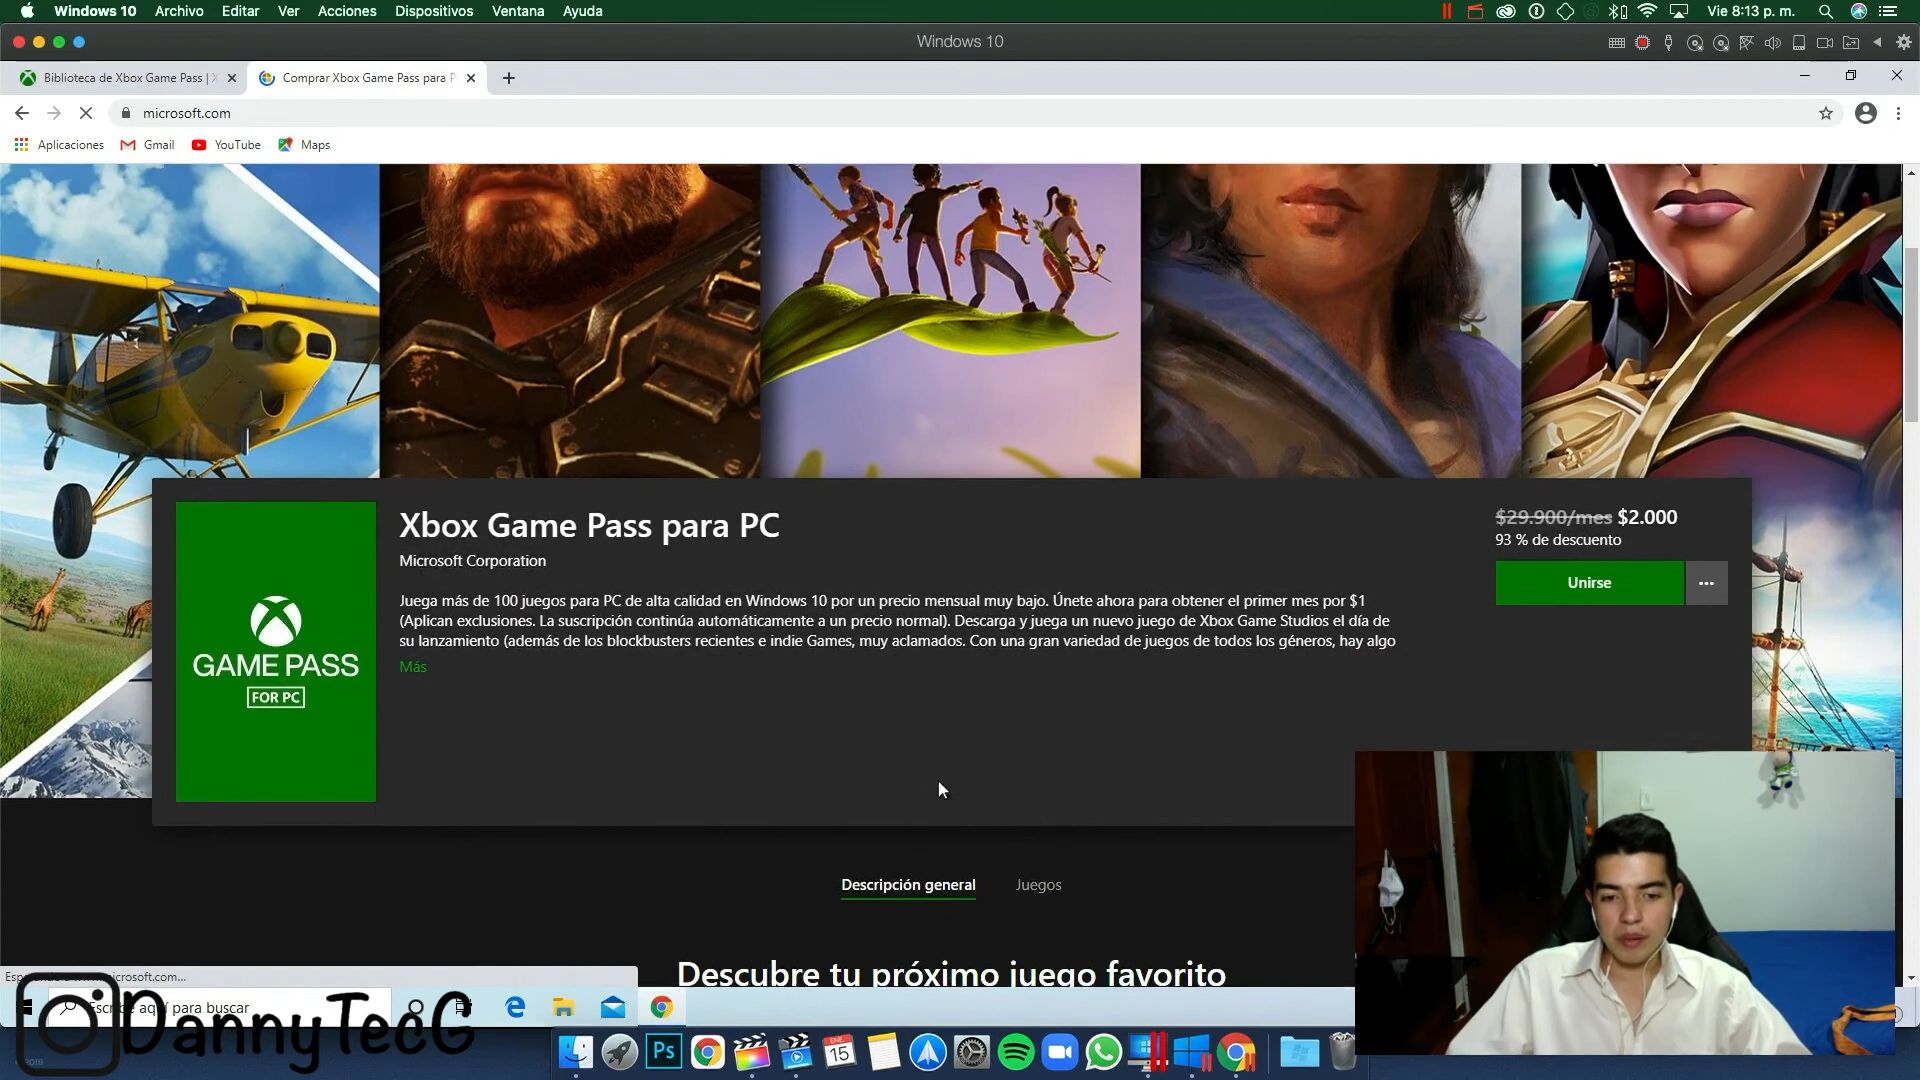 Windows 10 Archivo Editar Ver Acciones Dispositivos Ventana Ayuda Vie 8:13 p. m.
Windows 10
Biblioteca de Xbox Game Pass | X
Comprar Xbox Game Pass para P
microsoft.com
Aplicaciones Gmail YouTube Maps
Xbox Game Pass para PC
Microsoft Corporation
$29.900/mes $2.000
93 % de descuento
Unirse
Juega más de 100 juegos para PC de alta calidad en Windows 10 por un precio mensual muy bajo. Únete ahora para obtener el primer mes por $1
(Aplican exclusiones. La suscripción continúa automáticamente a un precio normal). Descarga y juega un nuevo juego de Xbox Game Studios el día de
su lanzamiento (además de los blockbusters recientes e indie Games, muy aclamados. Con una gran variedad de juegos de todos los géneros, hay algo
Más
GAME PASS
FOR PC
Descripción general Juegos
Descubre tu próximo juego favorito
Escribe aquí para buscar
DannyTecG
Ps
ENE
15